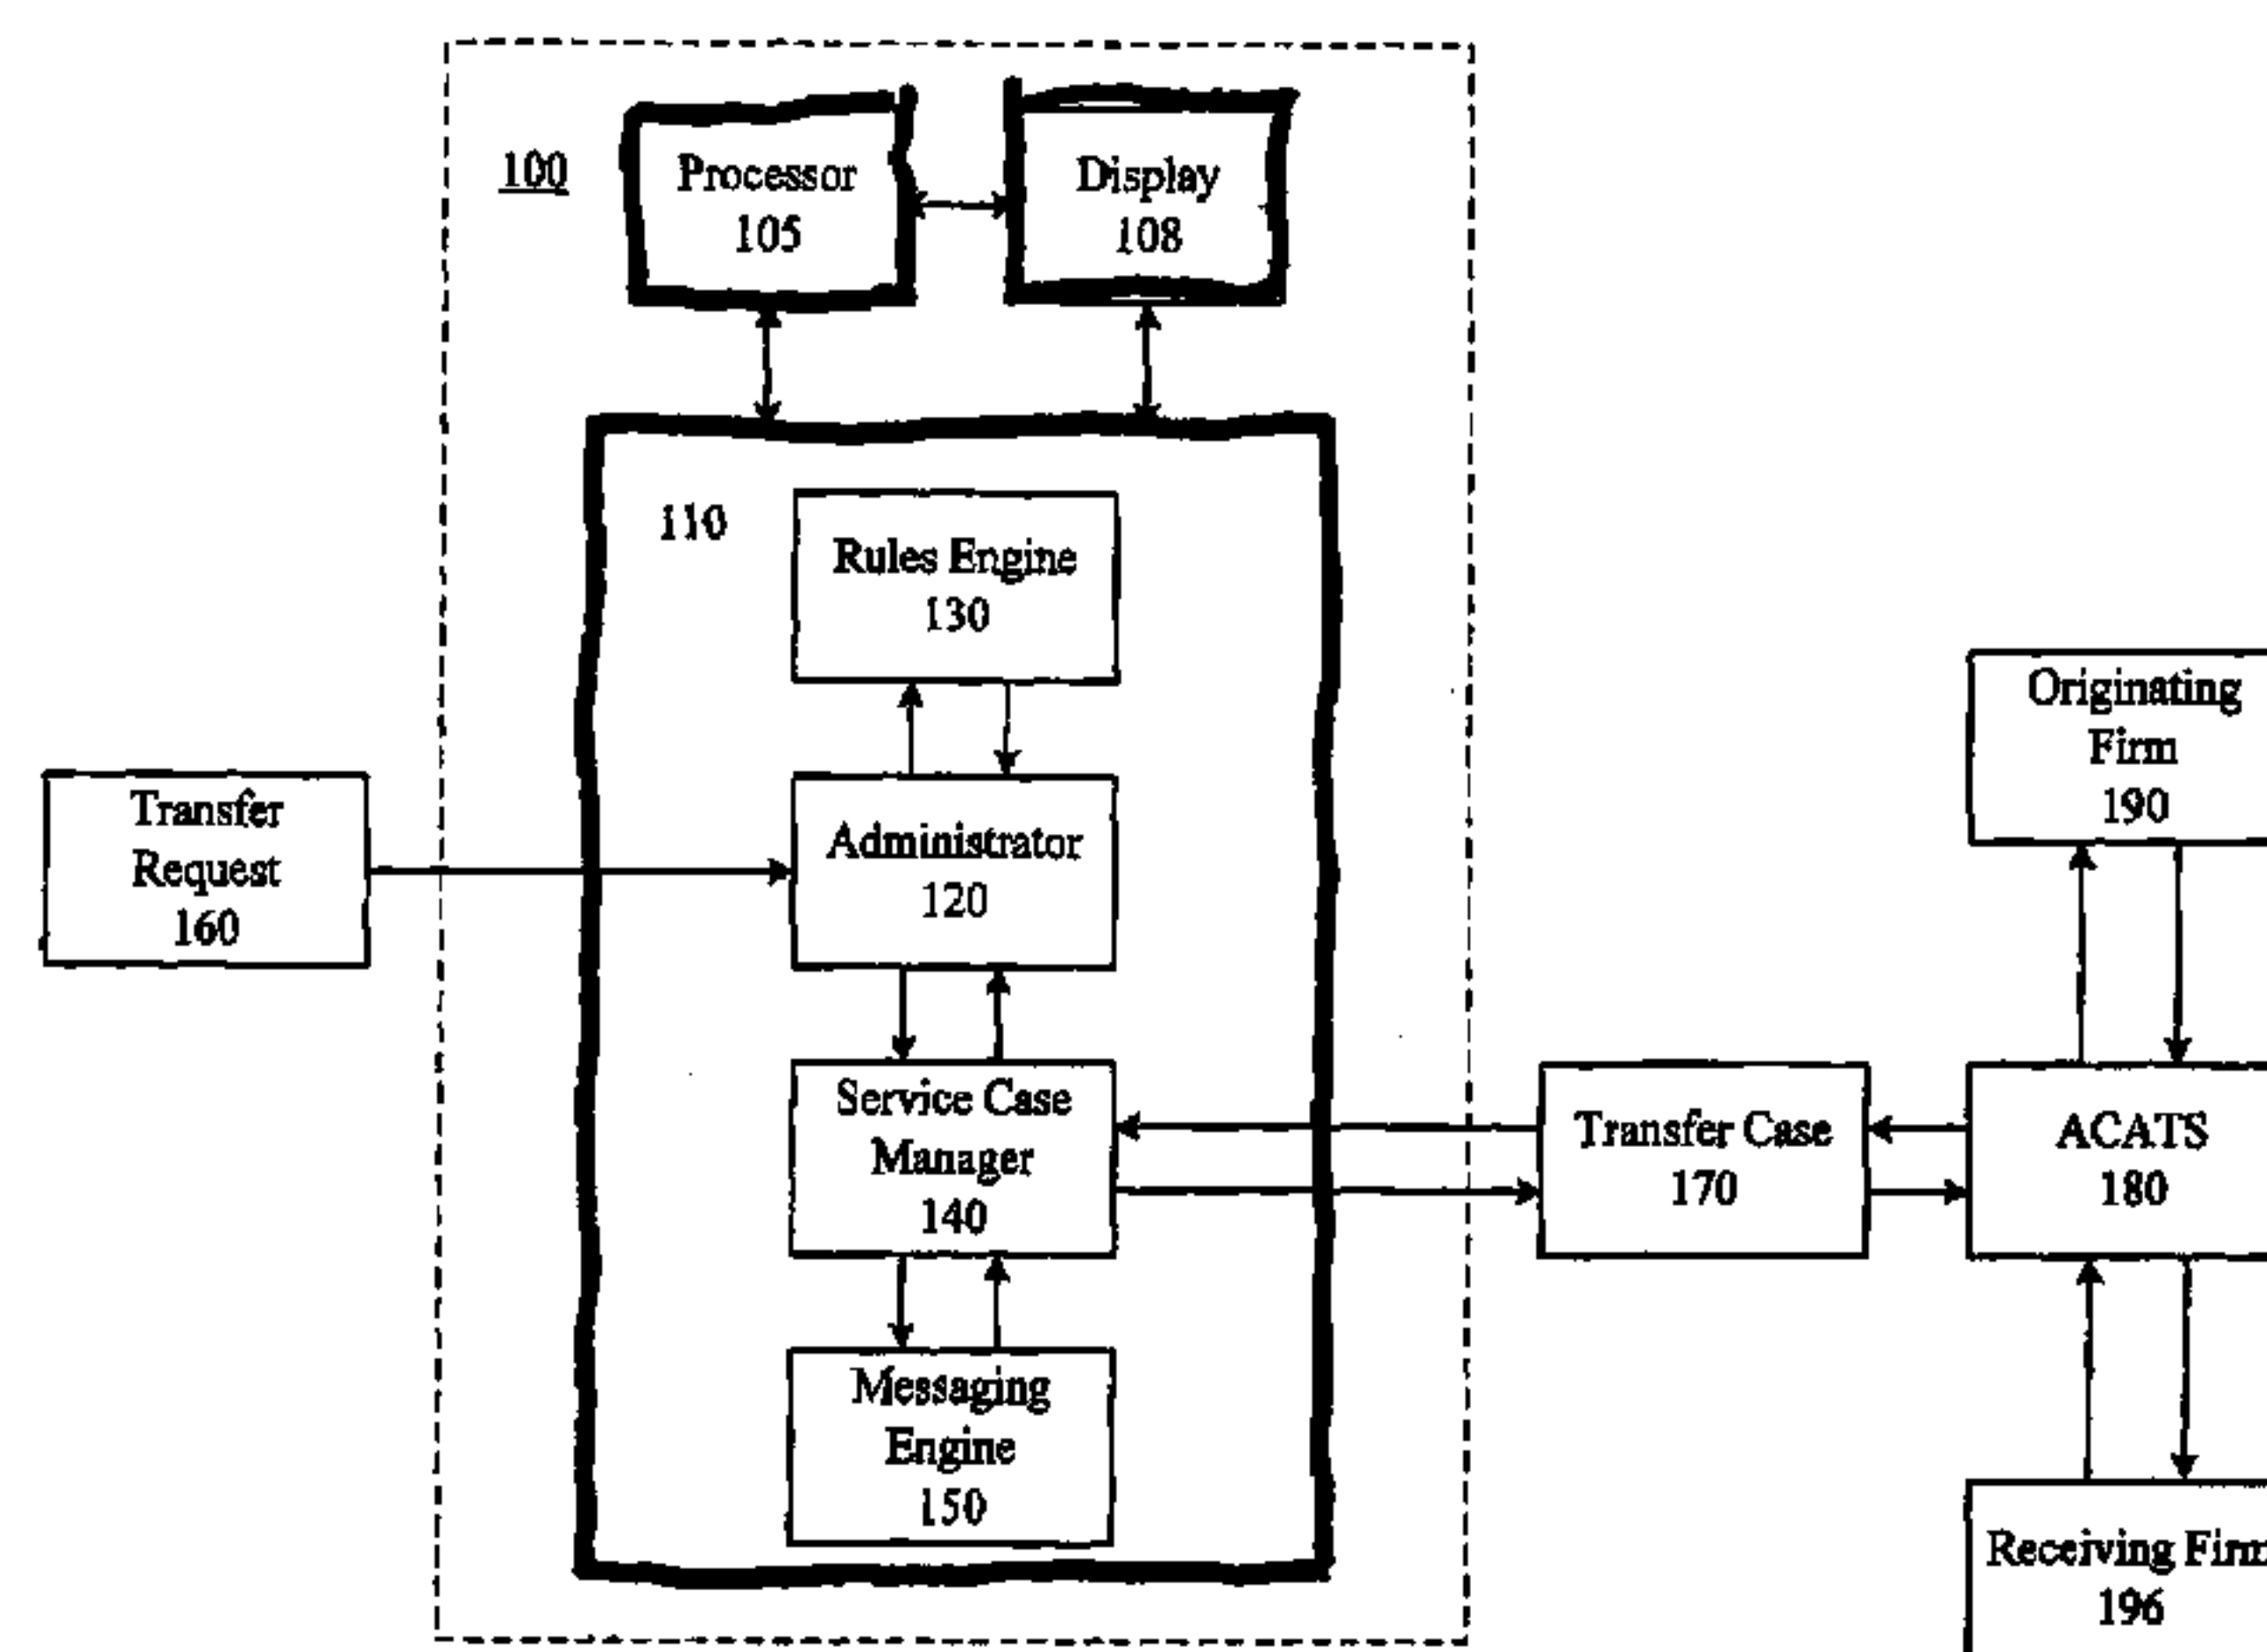 100
Processor
105
Display
108
110
Rules Engine
130
Transfer
Request
160
Administrator
120
Service Case
Manager
140
Messaging
Engine
150
Transfer Case
170
Originating
Firm
190
ACATS
180
Receiving Firm
196